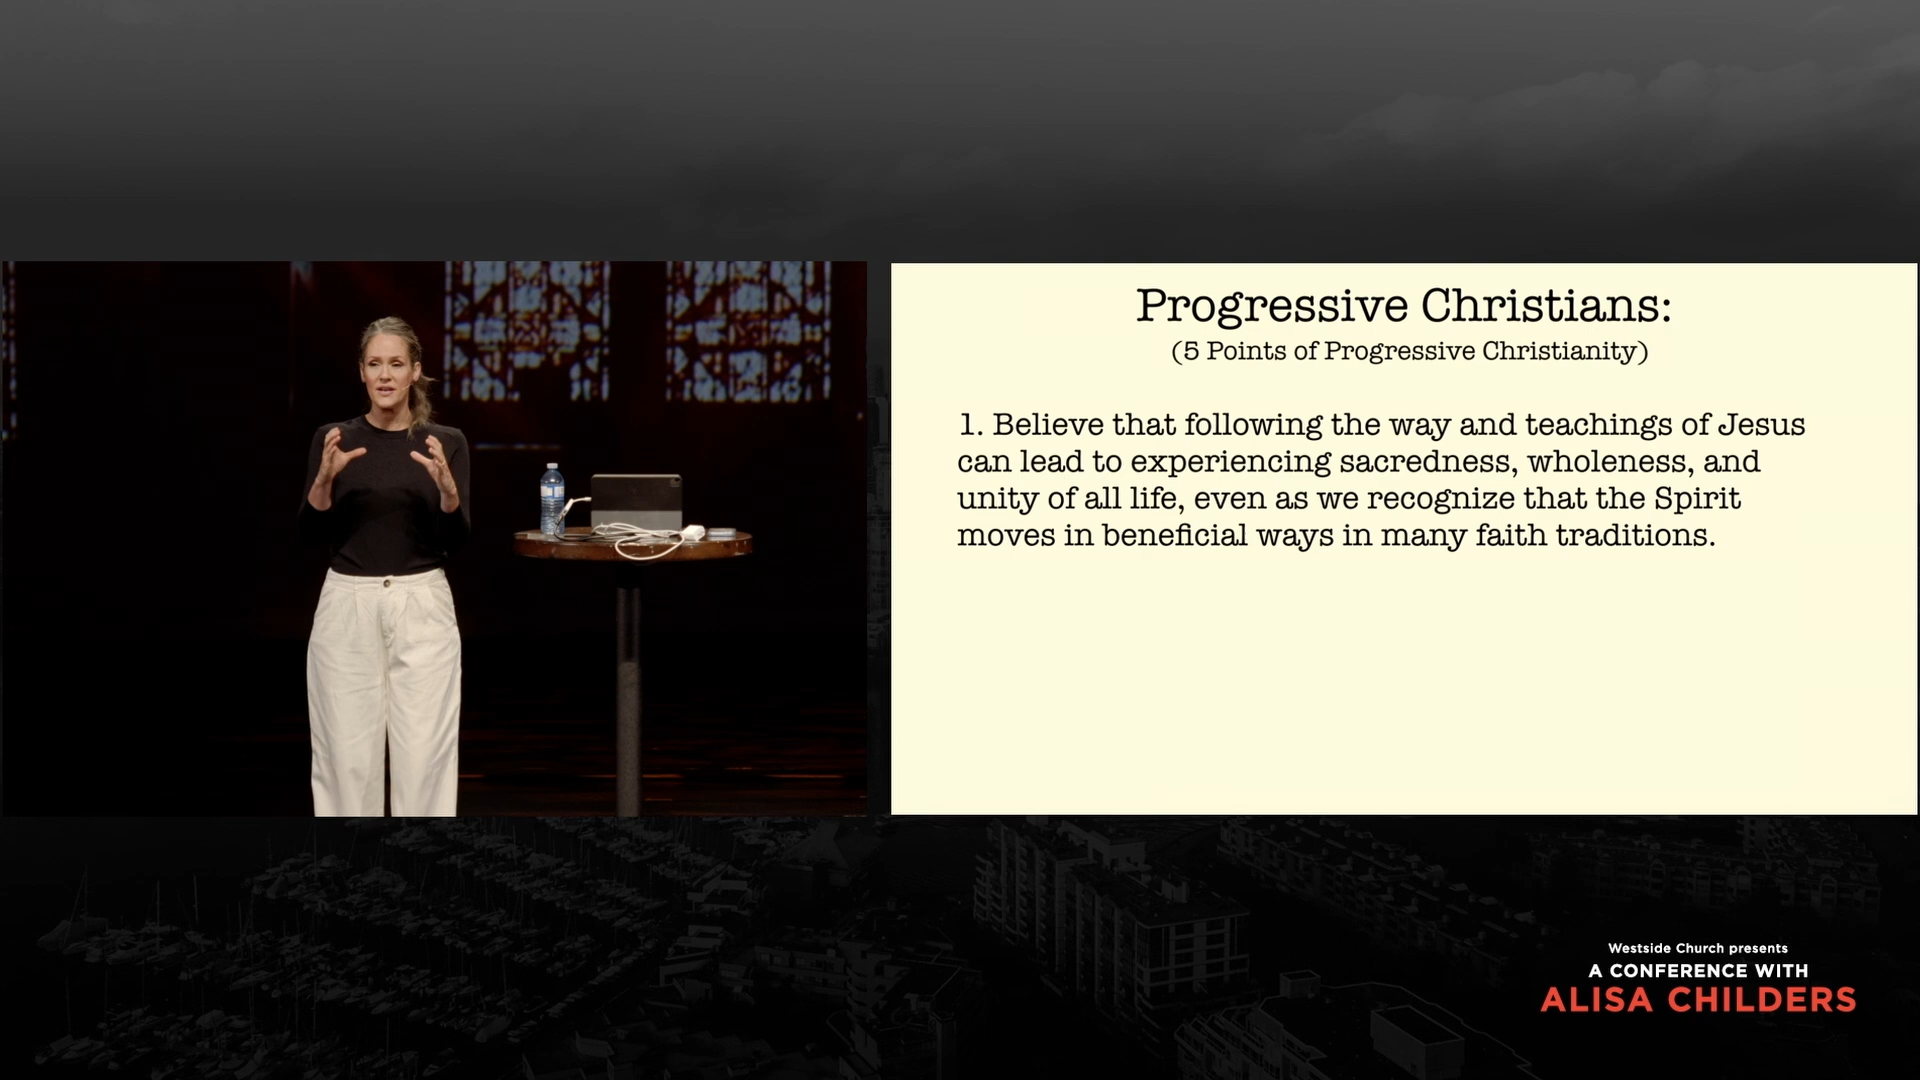 Progressive Christians:
(5 Points of Progressive Christianity)
1. Believe that following the way and teachings of Jesus
can lead to experiencing sacredness, wholeness, and
unity of all life, even as we recognize that the Spirit
moves in beneficial ways in many faith traditions.
Westside Church presents
A CONFERENCE WITH
ALISA CHILDERS